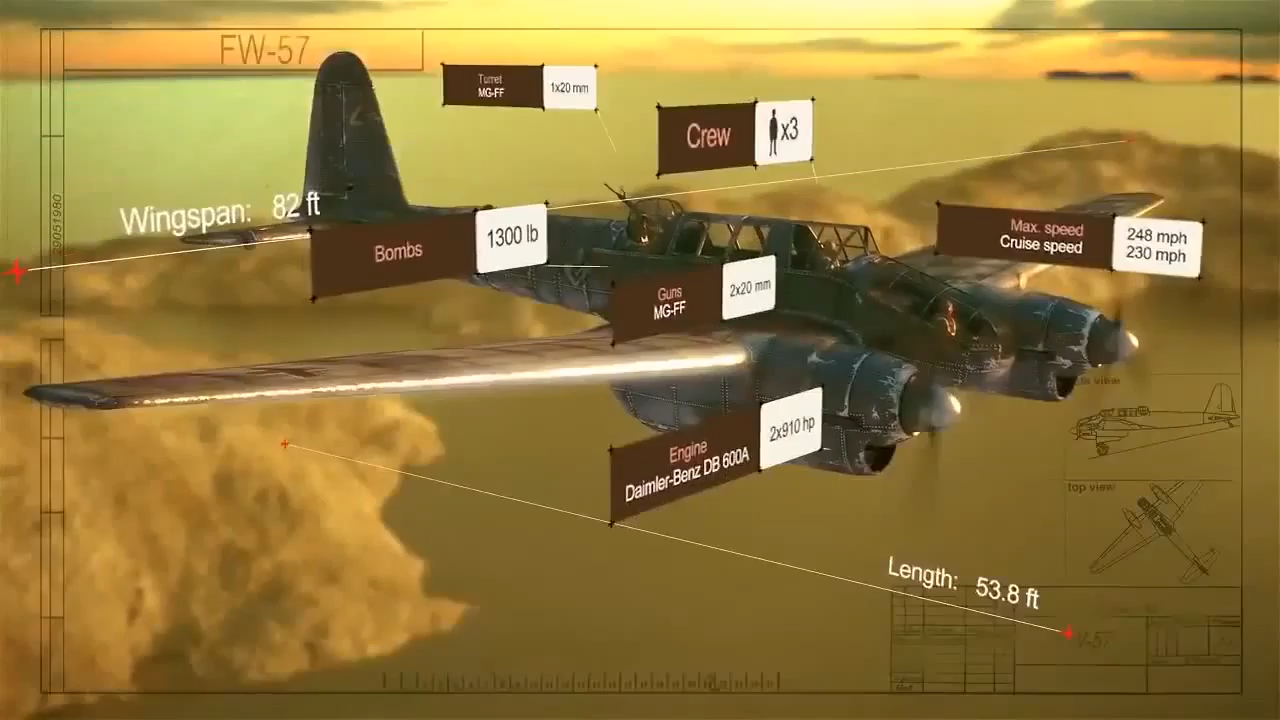 FW-57
Turret
MG-FF
1x20 mm
Crew
x3
Wingspan: 82 ft
Bombs
1300 lb
Max. speed
Cruise speed
248 mph
230 mph
Guns
MG-FF
2x20 mm
Engine
Daimler-Benz DB 600A
2x910 hp
view
top view
Length: 53.8 ft
9051980